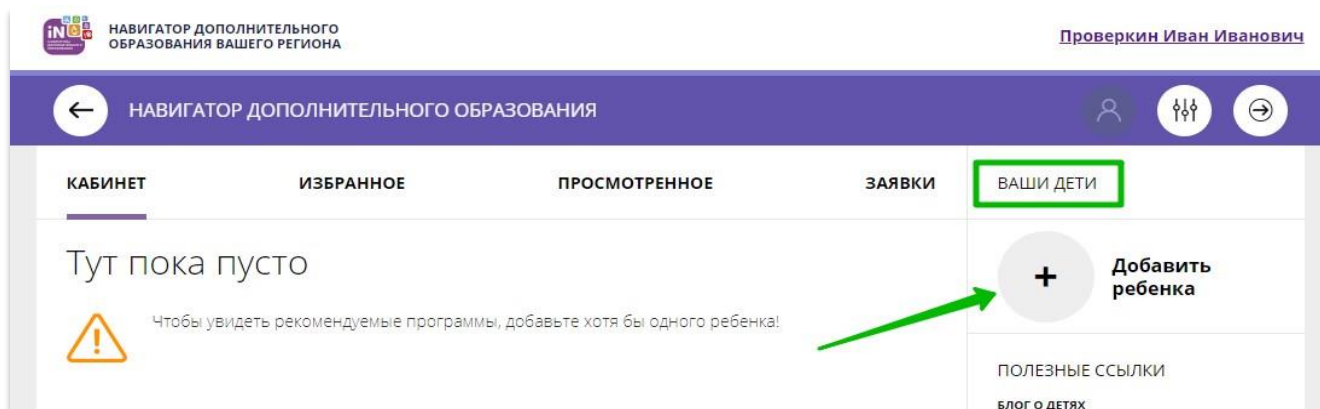 НАВИГАТОР ДОПОЛНИТЕЛЬНОГО
ОБРАЗОВАНИЯ ВАШЕГО РЕГИОНА
Проверкин Иван Иванович
НАВИГАТОР ДОПОЛНИТЕЛЬНОГО ОБРАЗОВАНИЯ
КАБИНЕТ
ИЗБРАННОЕ
ПРОСМОТРЕННОЕ
ЗАЯВКИ
ВАШИ ДЕТИ
Тут пока пусто
Чтобы увидеть рекомендуемые программы, добавьте хотя бы одного ребенка!
Добавить
ребенка
ПОЛЕЗНЫЕ ССЫЛКИ
БЛОГ О ДЕТЯХ